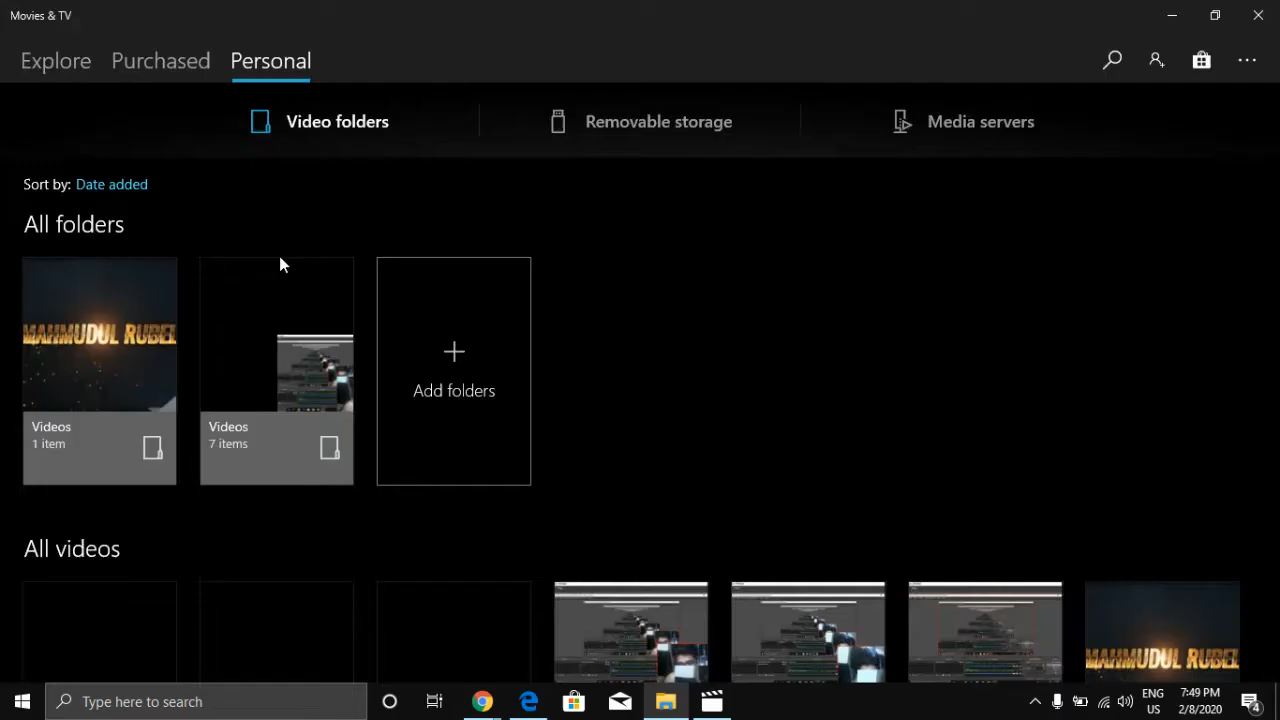 Movies & TV
Explore Purchased Personal
Video folders Removable storage Media servers
Sort by: Date added
All folders
MAHMUDUL RUBEL
Videos
1 item
Videos
7 items
Add folders
All videos
MAHMUDUL RUBEL
Type here to search
ENG
US
7:49 PM
2/8/2020
4